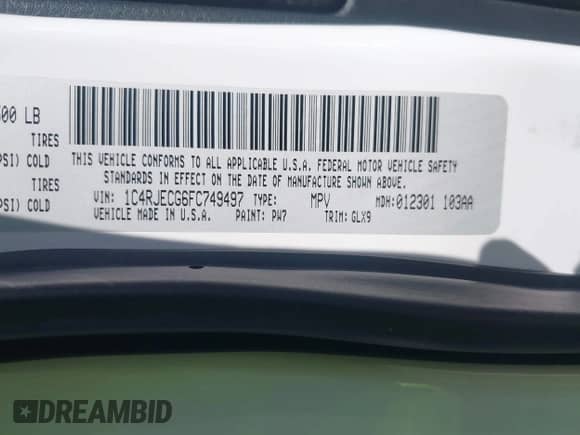 500 LB
TIRES
PSI) COLD
TIRES
PSI) COLD
THIS VEHICLE CONFORMS TO ALL APPLICABLE U.S.A. FEDERAL MOTOR VEHICLE SAFETY
STANDARDS IN EFFECT ON THE DATE OF MANUFACTURE SHOWN ABOVE.
VIN: 1C4RJECG6FC749497 TYPE: MPV MDH:012301 103AA
VEHICLE MADE IN U.S.A. PAINT: PW7 TRIM: GLX9
DREAMBID